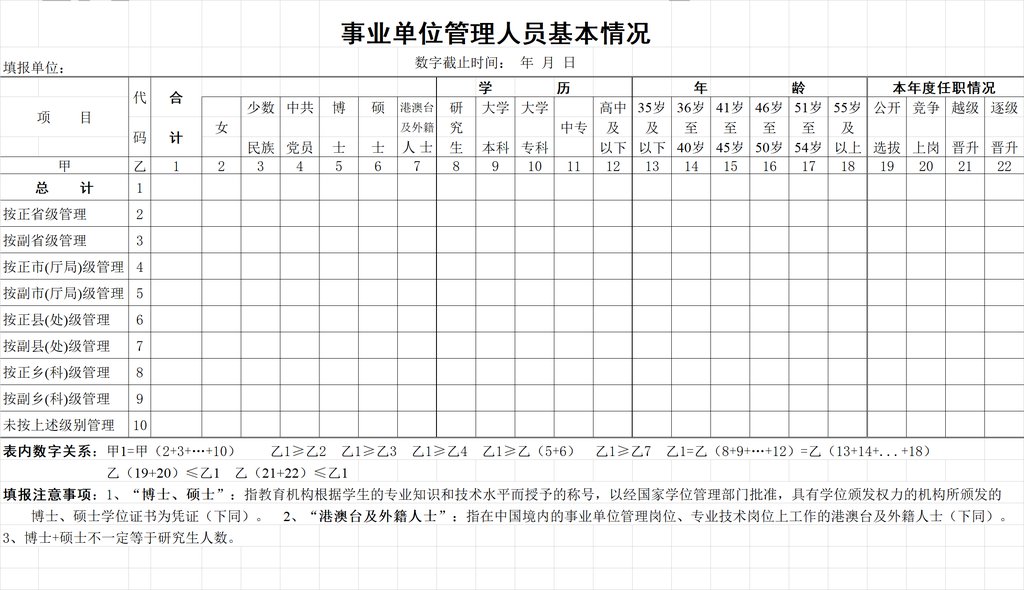 事业单位管理人员基本情况
数字截止时间： 年 月 日
填报单位：
学 历 年 龄 本年度任职情况
项 目 代码 合计 女 少数民族 中共党员 博士 硕士 港澳台及外籍人士 研究生 大学本科 大学专科 中专 高中及以下 35岁及以下 36岁至40岁 41岁至45岁 46岁至50岁 51岁至54岁 55岁及以上 公开选拔 竞争上岗 越级晋升 逐级晋升
甲 乙 1 2 3 4 5 6 7 8 9 10 11 12 13 14 15 16 17 18 19 20 21 22
总 计 1
按正省级管理 2
按副省级管理 3
按正市(厅局)级管理 4
按副市(厅局)级管理 5
按正县(处)级管理 6
按副县(处)级管理 7
按正乡(科)级管理 8
按副乡(科)级管理 9
未按上述级别管理 10
表内数字关系：甲1=甲（2+3+…+10） 乙1≥乙2 乙1≥乙3 乙1≥乙4 乙1≥乙（5+6） 乙1≥乙7 乙1=乙（8+9+…+12）=乙（13+14+...+18）
乙（19+20）≤乙1 乙（21+22）≤乙1
填报注意事项：1、“博士、硕士”：指教育机构根据学生的专业知识和技术水平而授予的称号，以经国家学位管理部门批准，具有学位颁发权力的机构所颁发的
博士、硕士学位证书为凭证（下同）。 2、“港澳台及外籍人士”：指在中国境内的事业单位管理岗位、专业技术岗位上工作的港澳台及外籍人士（下同）。
3、博士+硕士不一定等于研究生人数。